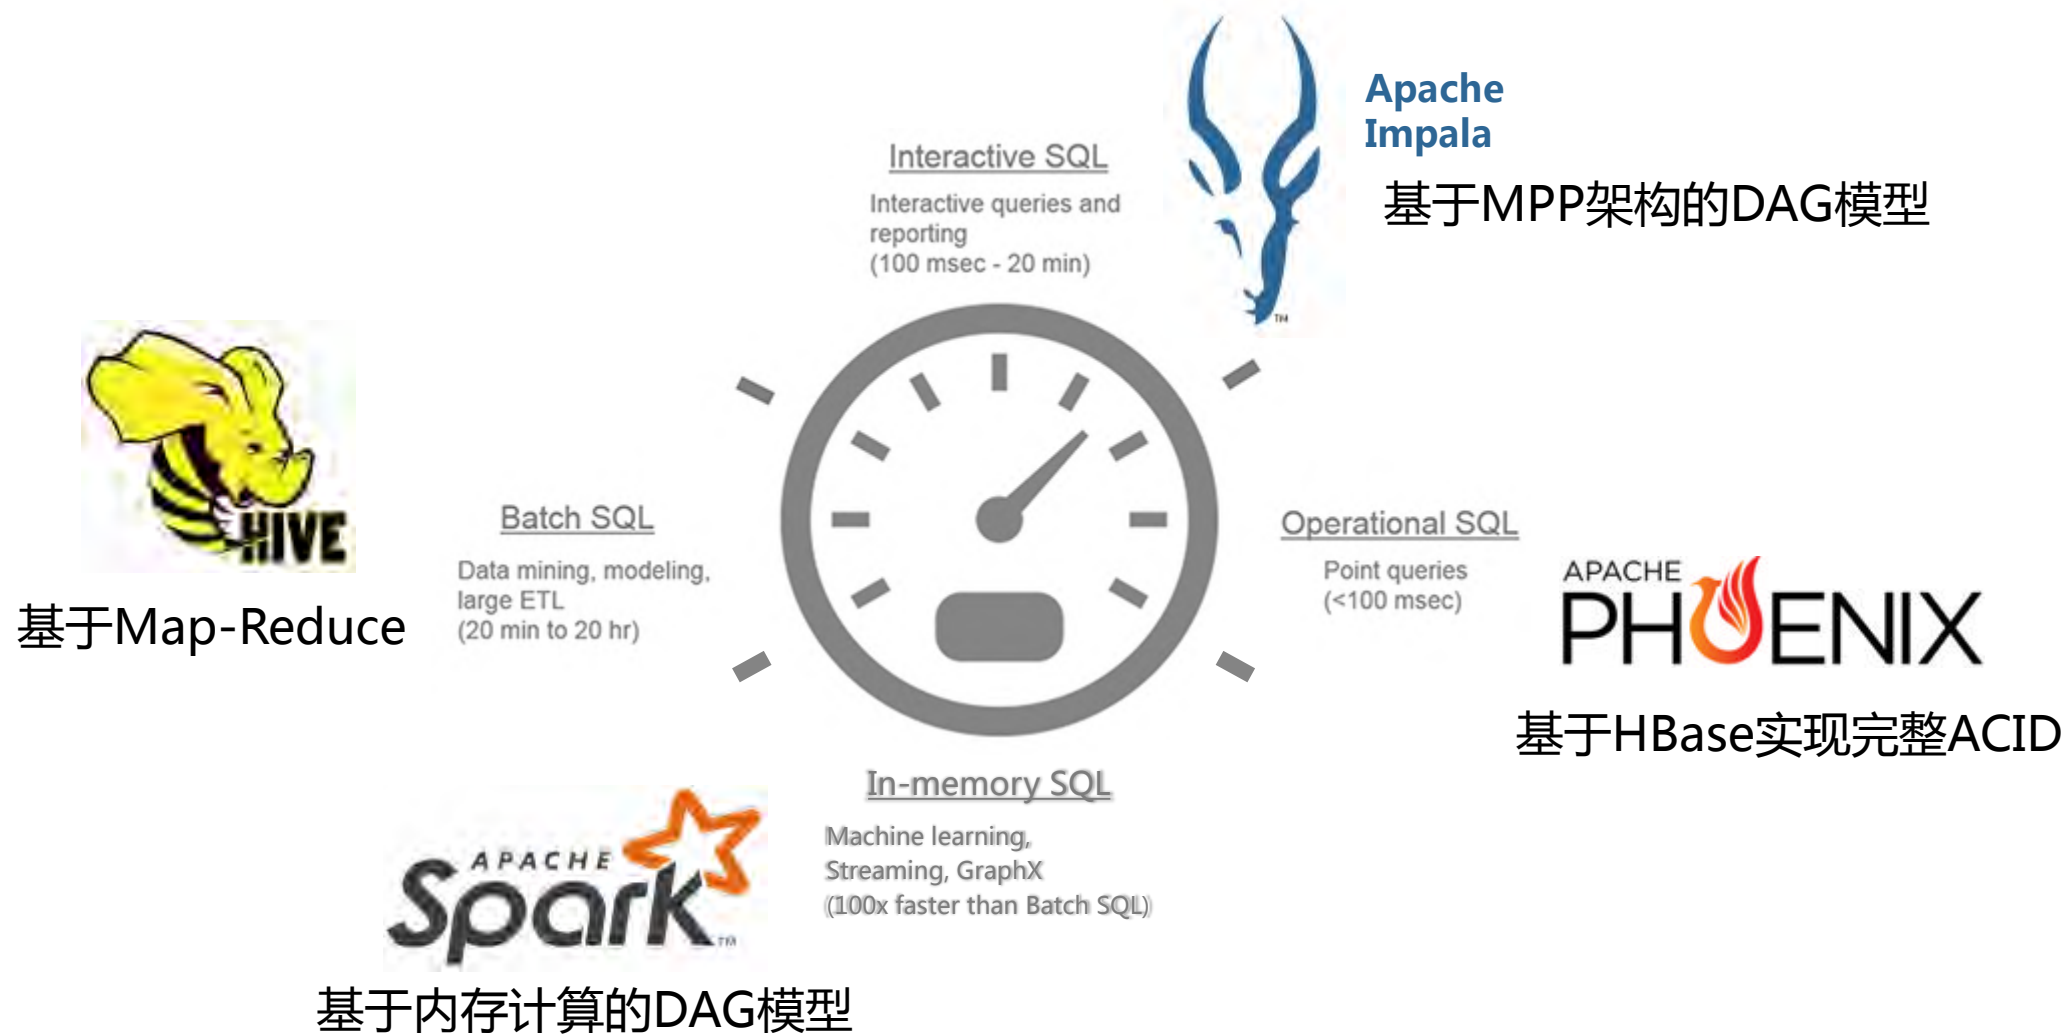 Apache
Impala
基于MPP架构的DAG模型
TM
Interactive SQL
Interactive queries and
reporting
(100 msec - 20 min)
HIVE
基于Map-Reduce
Batch SQL
Data mining, modeling,
large ETL
(20 min to 20 hr)
Operational SQL
Point queries
(<100 msec)
APACHE
PHOENIX
基于HBase实现完整ACID
In-memory SQL
Machine learning,
Streaming, GraphX
(100x faster than Batch SQL)
APACHE
Spark
TM
基于内存计算的DAG模型